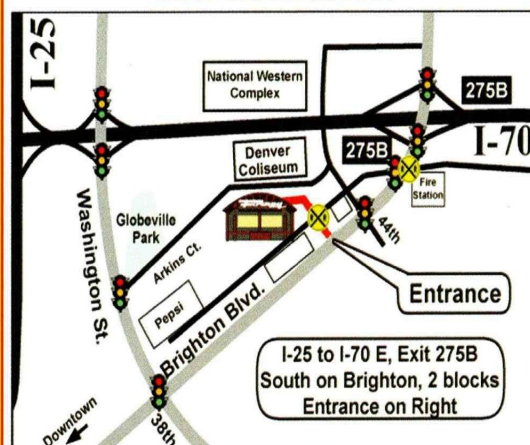 I-25
National Western
Complex
275B
I-70
Denver
Coliseum
275B
Fire
Station
Globeville
Park
Arkins Ct.
44th
Washington St.
Entrance
Pepsi
Brighton Blvd.
I-25 to I-70 E, Exit 275B
South on Brighton, 2 blocks
Entrance on Right
38th
Downtown